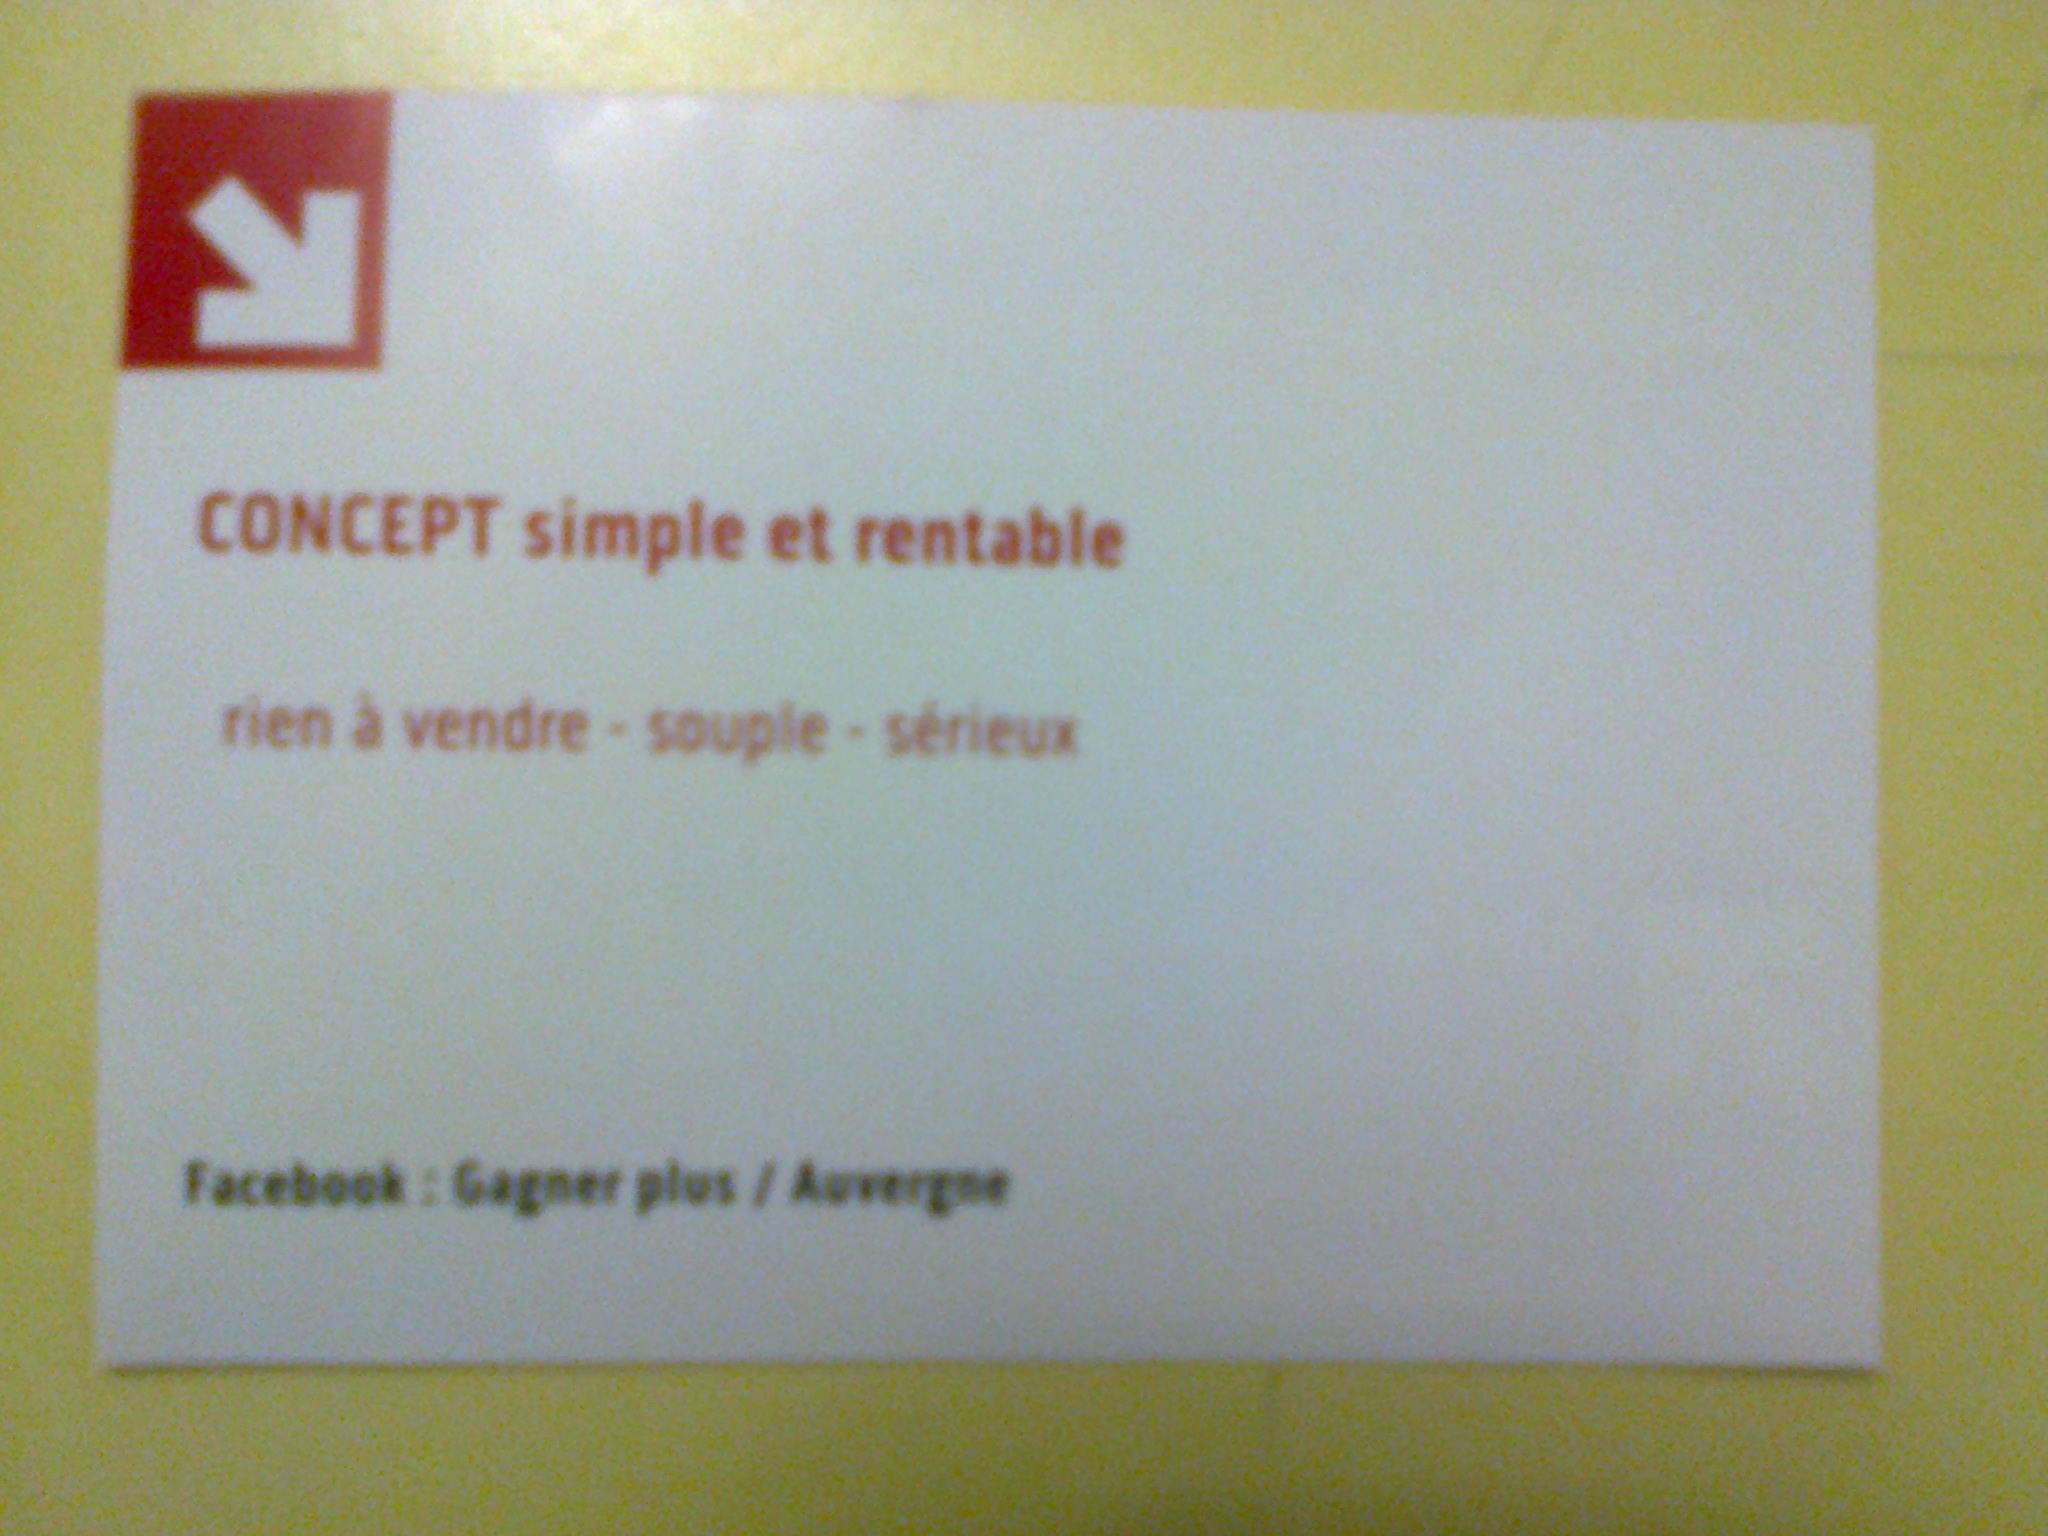 CONCEPT simple et rentable
rien à vendre - souple - sérieux
Facebook : Gagner plus / Auvergne